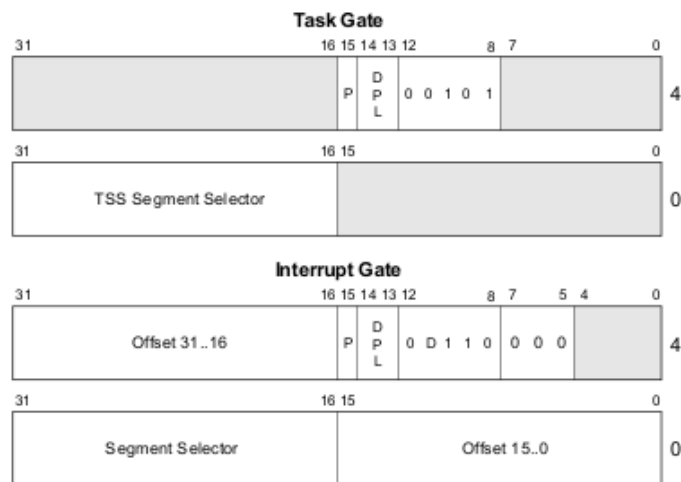 Task Gate
31 16 15 14 13 12 8 7 0
P D P L 0 0 1 0 1 4
31 16 15 0
TSS Segment Selector 0
Interrupt Gate
31 16 15 14 13 12 8 7 5 4 0
Offset 31..16 P D P L 0 D 1 1 0 0 0 0 4
31 16 15 0
Segment Selector Offset 15..0 0